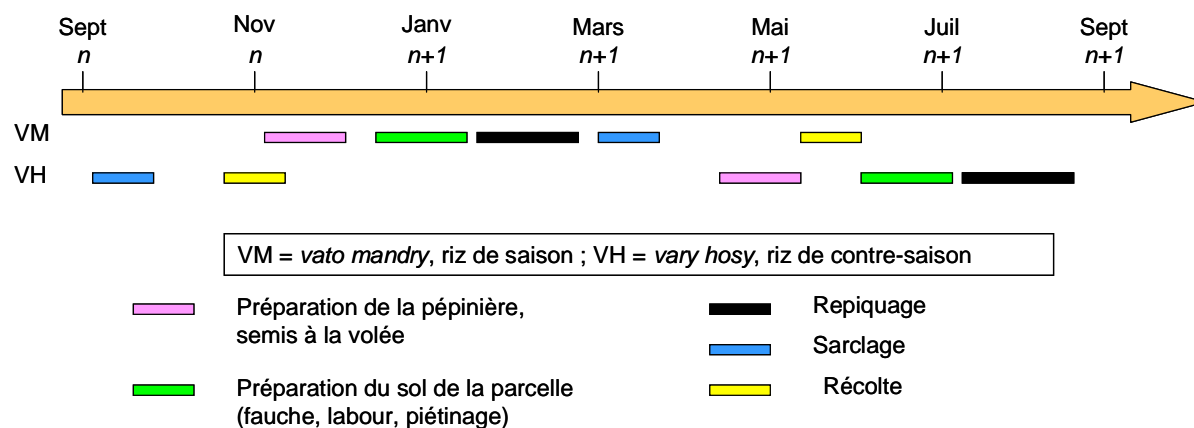 Sept Nov Janv Mars Mai Juil Sept
n n n+1 n+1 n+1 n+1 n+1
VM
VH
VM = vato mandry, riz de saison ; VH = vary hosy, riz de contre-saison
Préparation de la pépinière,
semis à la volée
Préparation du sol de la parcelle
(fauche, labour, piétinage)
Repiquage
Sarclage
Récolte